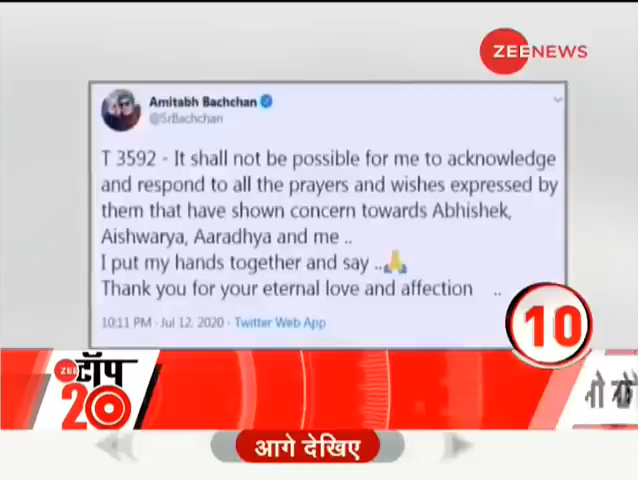 ZEENEWS
Amitabh Bachchan
@SrBachchan
T 3592 - It shall not be possible for me to acknowledge
and respond to all the prayers and wishes expressed by
them that have shown concern towards Abhishek,
Aishwarya, Aaradhya and me ..
I put my hands together and say ..🙏
Thank you for your eternal love and affection ..
10:11 PM · Jul 12, 2020 · Twitter Web App
10
ZEE टॉप
20
आगे देखिए